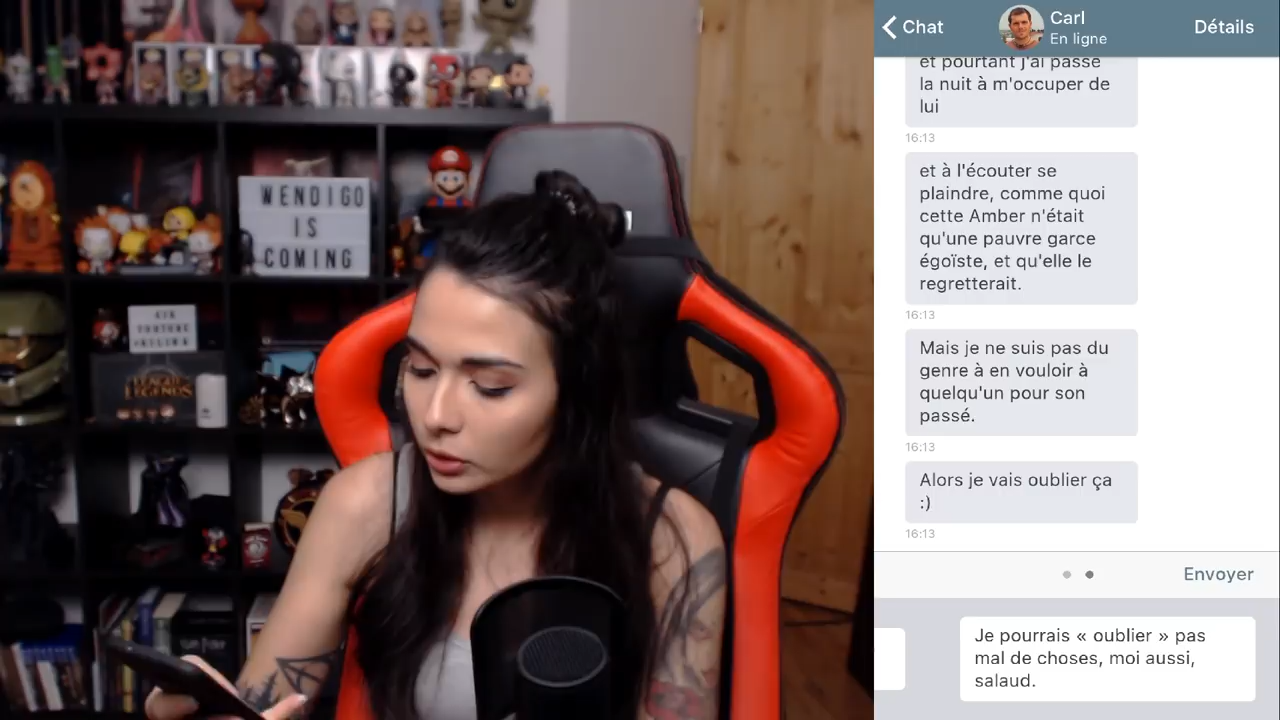 WENDIGO
IS
COMING
LEAGUE OF
LEGENDS
Chat
Carl
En ligne
Détails
et pourtant j'ai passé
la nuit à m'occuper de
lui
16:13
et à l'écouter se
plaindre, comme quoi
cette Amber n'était
qu'une pauvre garce
égoïste, et qu'elle le
regretterait.
16:13
Mais je ne suis pas du
genre à en vouloir à
quelqu'un pour son
passé.
16:13
Alors je vais oublier ça
:)
16:13
Envoyer
Je pourrais « oublier » pas
mal de choses, moi aussi,
salaud.